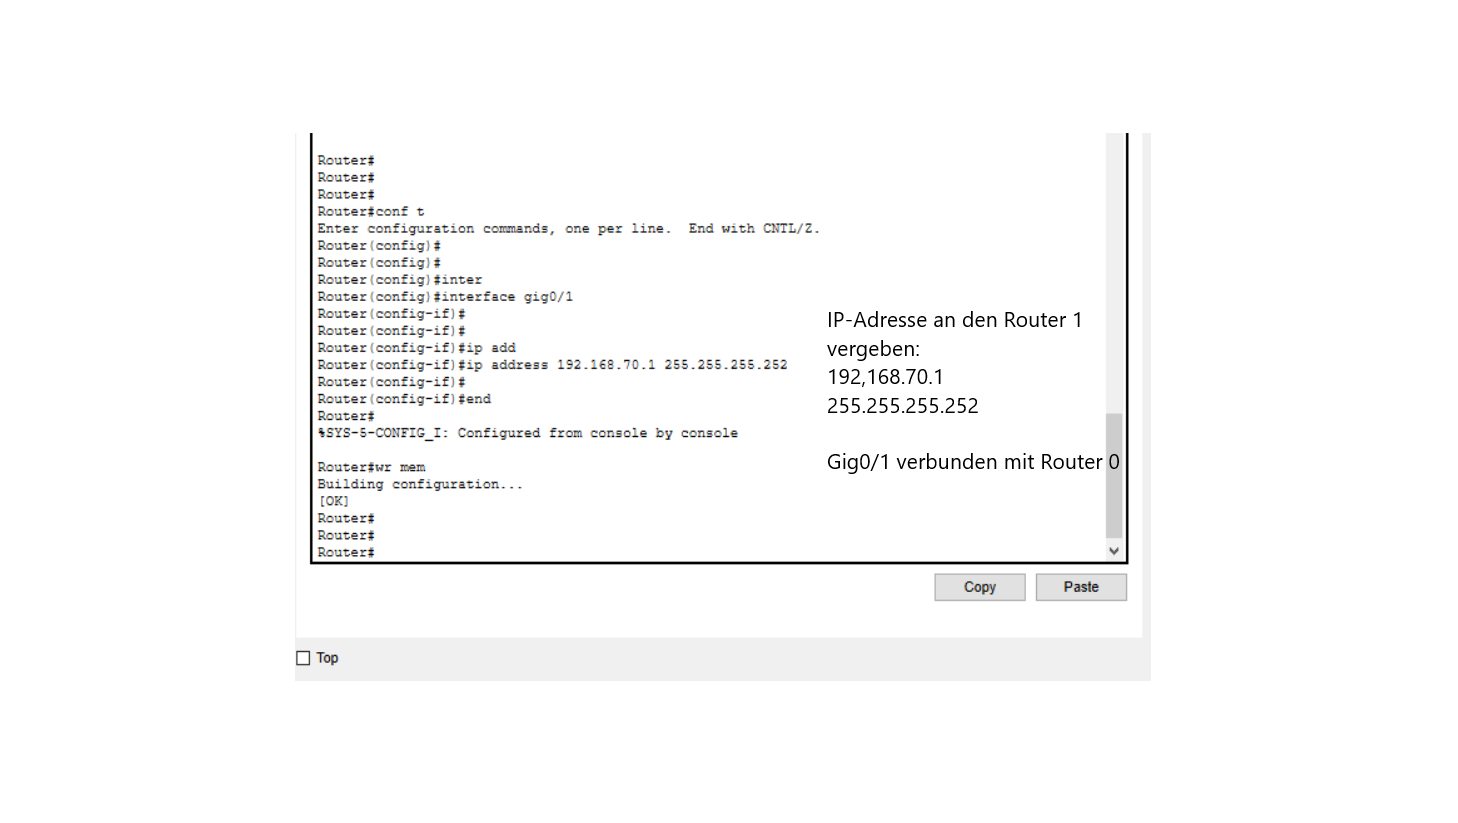 Router#
Router#
Router#
Router#conf t
Enter configuration commands, one per line.  End with CNTL/Z.
Router(config)#
Router(config)#
Router(config)#inter
Router(config)#interface gig0/1
Router(config-if)#
Router(config-if)#
Router(config-if)#ip add
Router(config-if)#ip address 192.168.70.1 255.255.255.252
Router(config-if)#
Router(config-if)#end
Router#
%SYS-5-CONFIG_I: Configured from console by console
Router#wr mem
Building configuration...
[OK]
Router#
Router#
Router#
IP-Adresse an den Router 1
vergeben:
192,168.70.1
255.255.255.252
Gig0/1 verbunden mit Router 0
Copy
Paste
Top